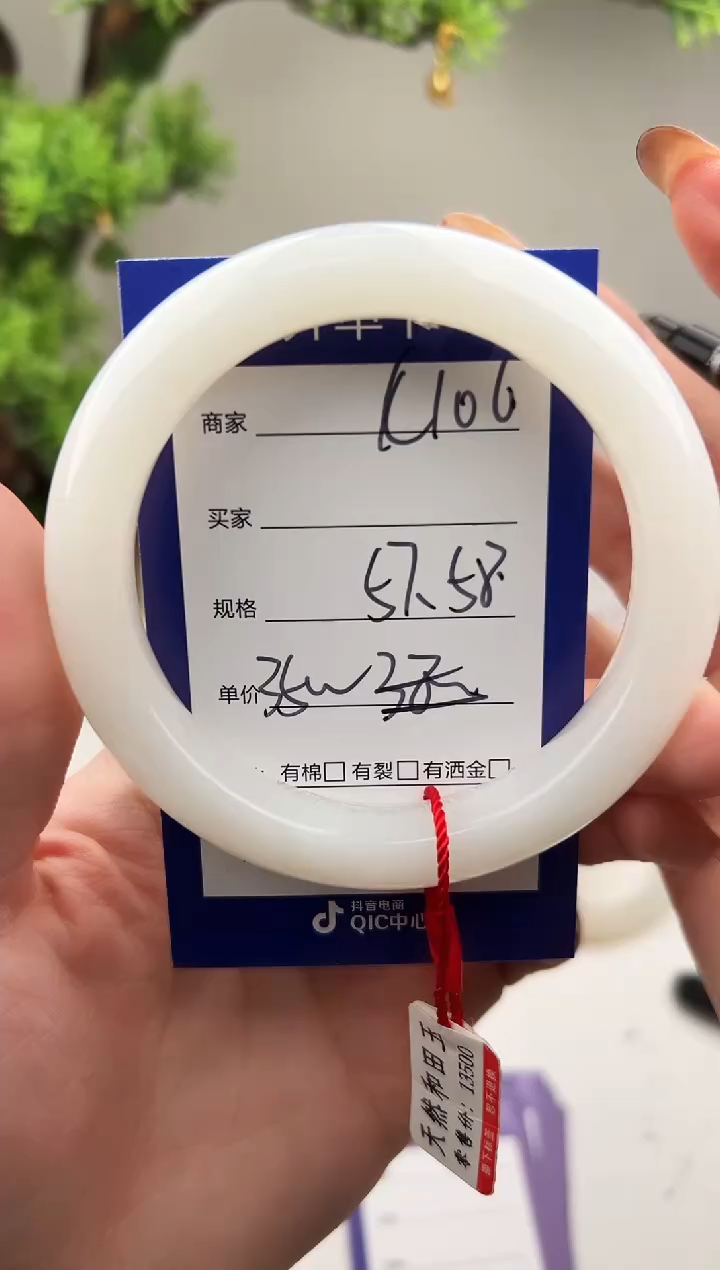 商家 K106
买家
规格 57.58
单价
有棉□ 有裂□ 有洒金□
抖音电商
QIC中心
天然和田玉
零售价：13500